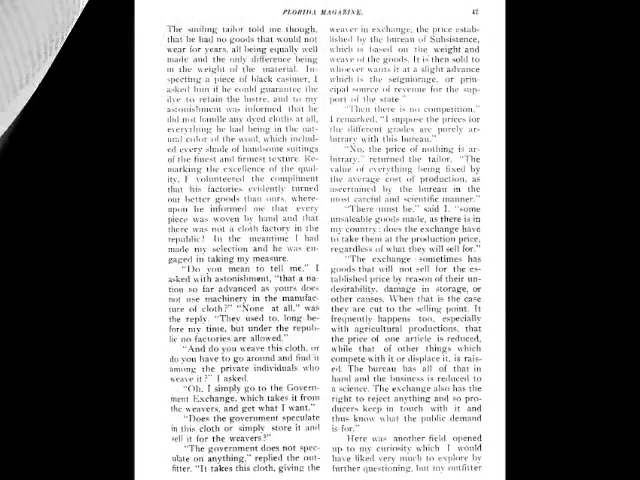 FLORIDA MAGAZINE. 47
The smiling tailor told me though,
that he had no goods that would not
wear for years, all being equally well
made and the only difference being
in the weight of the material. In-
specting a piece of black casimer, I
asked him if he could guarantee the
dye to retain the lustre, and to my
astonishment was informed that he
did not handle any dyed cloths at all,
everything he had being in the nat-
ural color of the wool, which includ-
ed every shade of handsome suitings
of the finest and firmest texture. Re-
marking the excellence of the qual-
ity, I volunteered the compliment
that his factories evidently turned
out better goods than ours, where-
upon he informed me that every
piece was woven by hand and that
there was not a cloth factory in the
republic! In the meantime I had
made my selection and he was en-
gaged in taking my measure.
"Do you mean to tell me," I
asked with astonishment, "that a na-
tion so far advanced as yours does
not use machinery in the manufac-
ure of cloth?" "None at all," was
the reply. "They used to, long be-
fore my time, but under the repub-
lic no factories are allowed."
"And do you weave this cloth, or
do you have to go around and find it
among the private individuals who
weave it?" I asked.
"Oh, I simply go to the Govern-
ment Exchange, which takes it from
the weavers, and get what I want."
"Does the government speculate
in this cloth or simply store it and
sell it for the weavers?"
"The government does not spec-
ulate on anything," replied the out-
fitter. "It takes this cloth, giving the
weaver in exchange, the price estab-
lished by the bureau of Subsistence,
which is based on the weight and
weave of the goods. It is then sold to
whoever wants it at a slight advance
which is the seigniorage, or prin-
cipal source of revenue for the sup-
port of the state"
"Then there is no competition,"
I remarked, "I suppose the prices for
the different grades are purely ar-
bitrary with this bureau."
"No, the price of nothing is ar-
bitrary," returned the tailor, "The
value of everything being fixed by
the average cost of production, as
ascertained by the bureau in the
most careful and scientific manner."
"There must be," said I, "some
unsaleable goods made, as there is in
my country; does the exchange have
to take them at the production price,
regardless of what they will sell for."
"The exchange sometimes has
goods that will not sell for the es-
tablished price by reason of their un-
desirability, damage in storage, or
other causes. When that is the case
they are cut to the selling point. It
frequently happens too, especially
with agricultural productions, that
the price of one article is reduced,
while that of other things which
compete with it or displace it, is rais-
ed. The bureau has all of that in
hand and the business is reduced to
a science. The exchange also has the
right to reject anything and so pro-
ducers keep in touch with it and
thus know what the public demand
is for."
Here was another field opened
up to my curiosity which I would
have liked very much to explore by
further questioning, but my outfitter